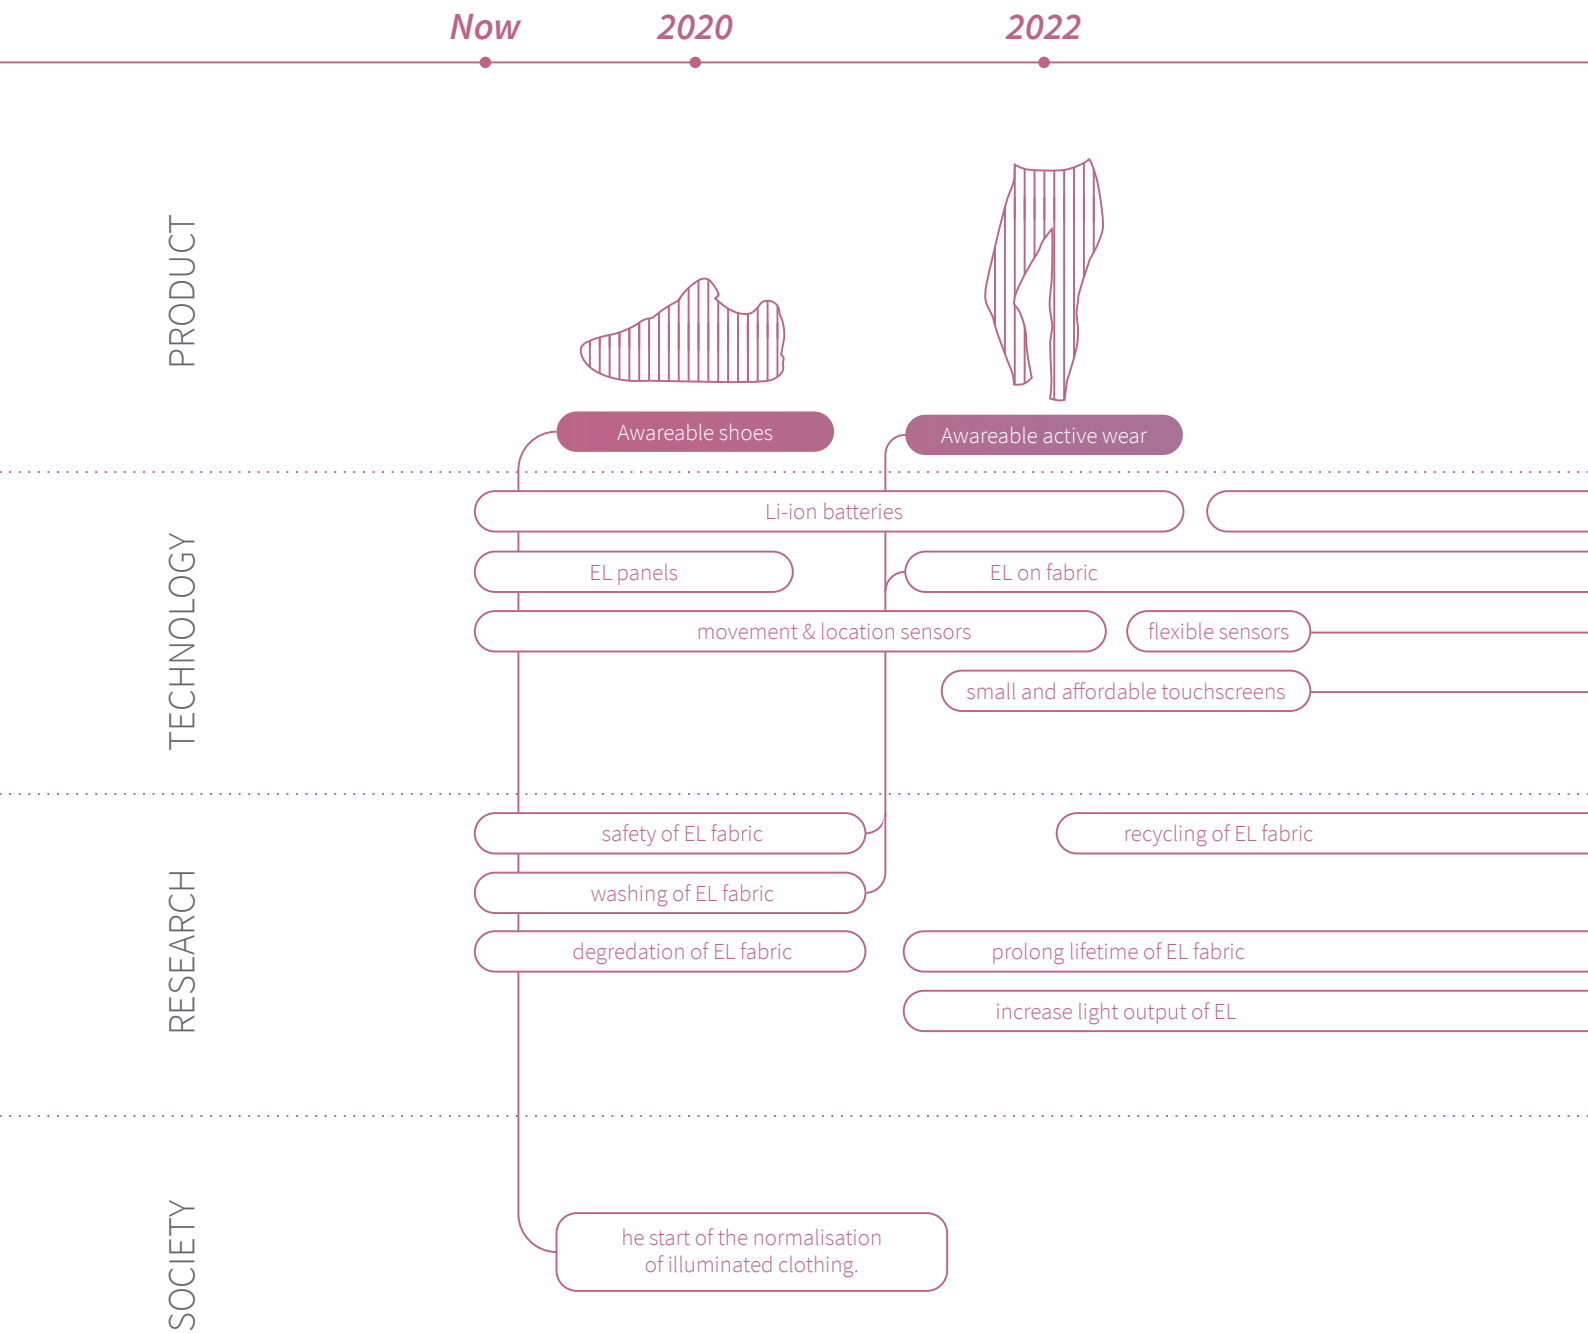 Now
2020
2022
PRODUCT
Awareable shoes
Awareable active wear
TECHNOLOGY
Li-ion batteries
EL panels
EL on fabric
movement & location sensors
flexible sensors
small and affordable touchscreens
RESEARCH
safety of EL fabric
recycling of EL fabric
washing of EL fabric
degredation of EL fabric
prolong lifetime of EL fabric
increase light output of EL
SOCIETY
he start of the normalisation
of illuminated clothing.